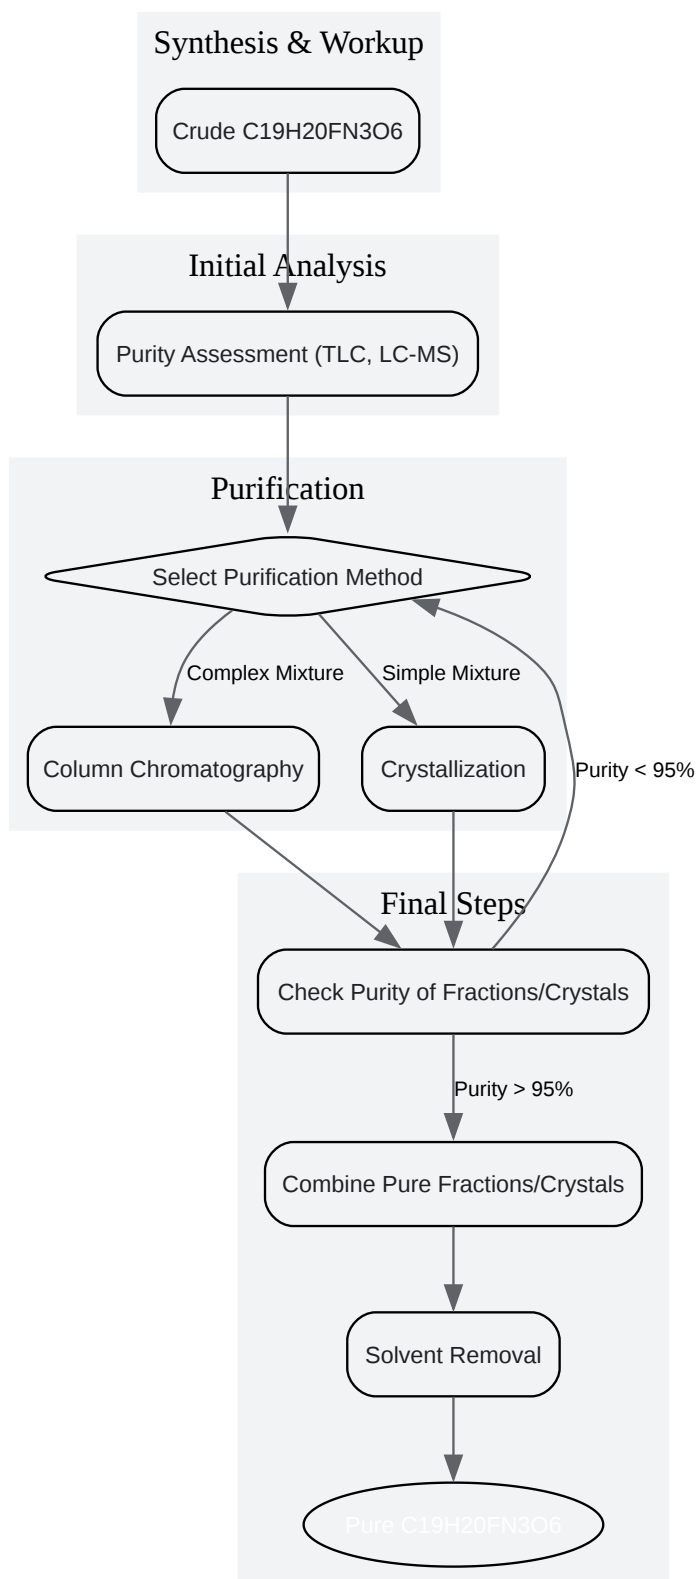 Synthesis & Workup
Crude C19H20FN3O6
Initial Analysis
Purity Assessment (TLC, LC-MS)
Purification
Select Purification Method
Complex Mixture
Simple Mixture
Column Chromatography
Crystallization
Purity < 95%
Final Steps
Check Purity of Fractions/Crystals
Purity > 95%
Combine Pure Fractions/Crystals
Solvent Removal
Pure C19H20FN3O6